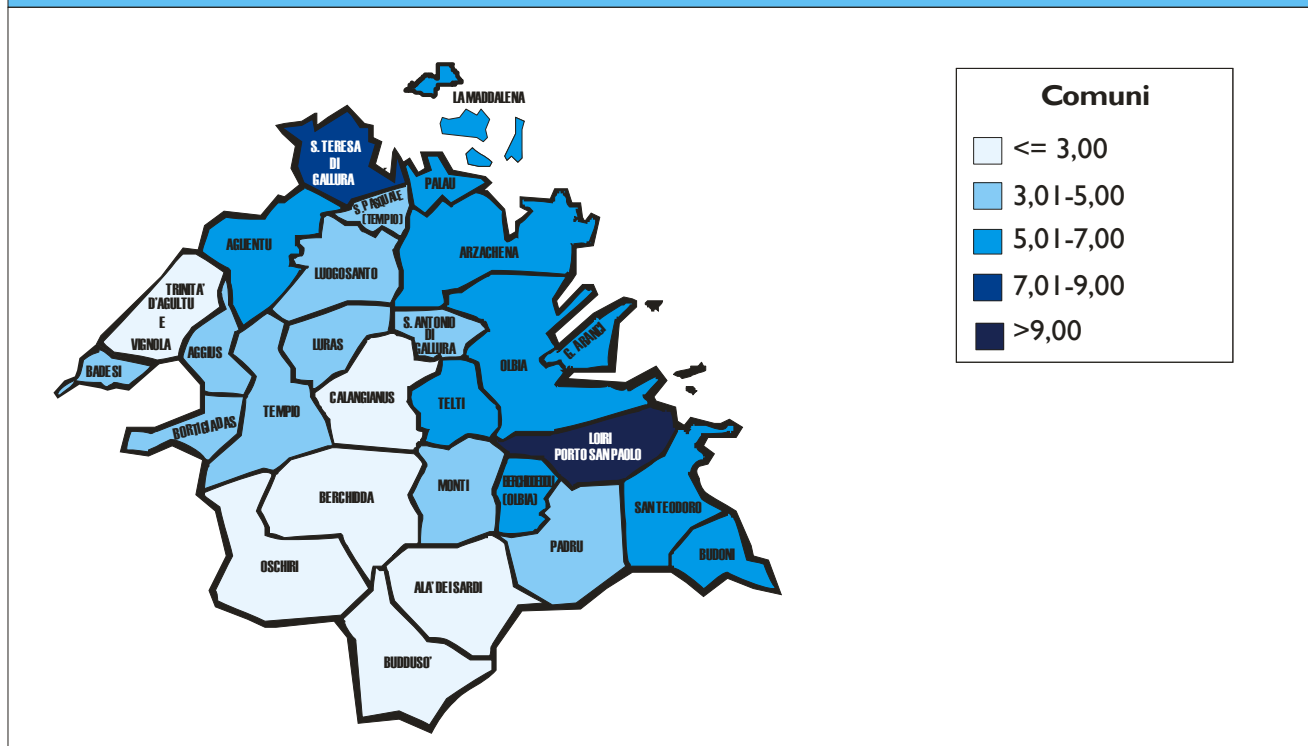 LA MADDALENA
S. TERESA
DI
GALLURA
PALAU
S. PASQUALE
(TEMPIO)
AGLIENTU
ARZACHENA
LUOGOSANTO
TRINITA'
D'AGULTU
E
VIGNOLA
S. ANTONIO
DI
GALLURA
LURAS
AGGIUS
G. ARANCI
OLBIA
BADESI
CALANGIANUS
TELTI
TEMPIO
BORTIGIADAS
LOIRI
PORTO SAN PAOLO
BERCHIDDA
MONTI
(OLBIA)
SAN TEODORO
PADRU
BUDONI
OSCHIRI
ALA' DEI SARDI
BUDDUSO'
Comuni
<= 3,00
3,01-5,00
5,01-7,00
7,01-9,00
>9,00